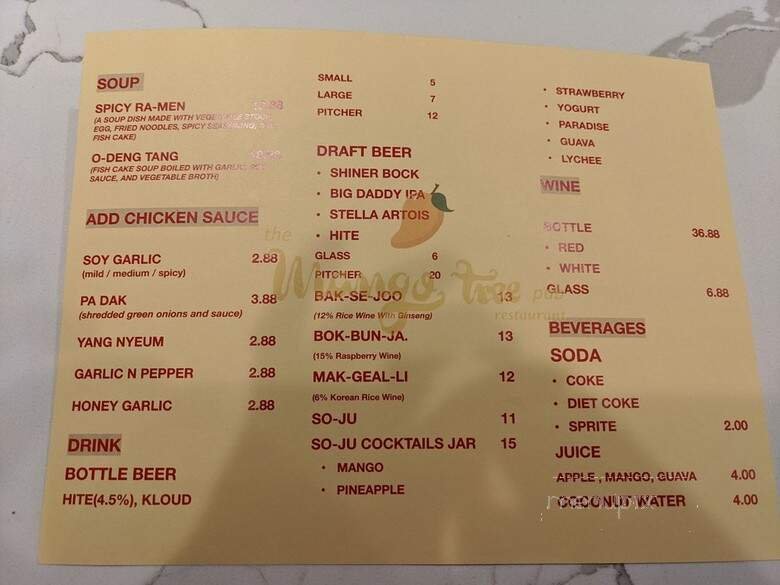 SOUP
SPICY RA-MEN
(A SOUP DISH MADE WITH VEGETABLE STOCK,
EGG, FRIED NOODLES, SPICY SEASONING,
FISH CAKE)
O-DENG TANG
(FISH CAKE SOUP BOILED WITH GARLIC, SOY
SAUCE, AND VEGETABLE BROTH)
ADD CHICKEN SAUCE
SOY GARLIC 2.88
(mild / medium / spicy)
PA DAK 3.88
(shredded green onions and sauce)
YANG NYEUM 2.88
GARLIC N PEPPER 2.88
HONEY GARLIC 2.88
DRINK
BOTTLE BEER
HITE(4.5%), KLOUD
SMALL 5
LARGE 7
PITCHER 12
DRAFT BEER
• SHINER BOCK
• BIG DADDY IPA
• STELLA ARTOIS
• HITE
GLASS 6
PITCHER 20
BAK-SE-JOO 13
(12% Rice Wine With Ginseng)
BOK-BUN-JA. 13
(15% Raspberry Wine)
MAK-GEAL-LI 12
(6% Korean Rice Wine)
SO-JU 11
SO-JU COCKTAILS JAR 15
• MANGO
• PINEAPPLE
• STRAWBERRY
• YOGURT
• PARADISE
• GUAVA
• LYCHEE
WINE
BOTTLE 36.88
• RED
• WHITE
GLASS 6.88
BEVERAGES
SODA
• COKE
• DIET COKE
• SPRITE 2.00
JUICE
APPLE , MANGO, GUAVA 4.00
COCONUT WATER 4.00
the
Mango tree pub
restaurant